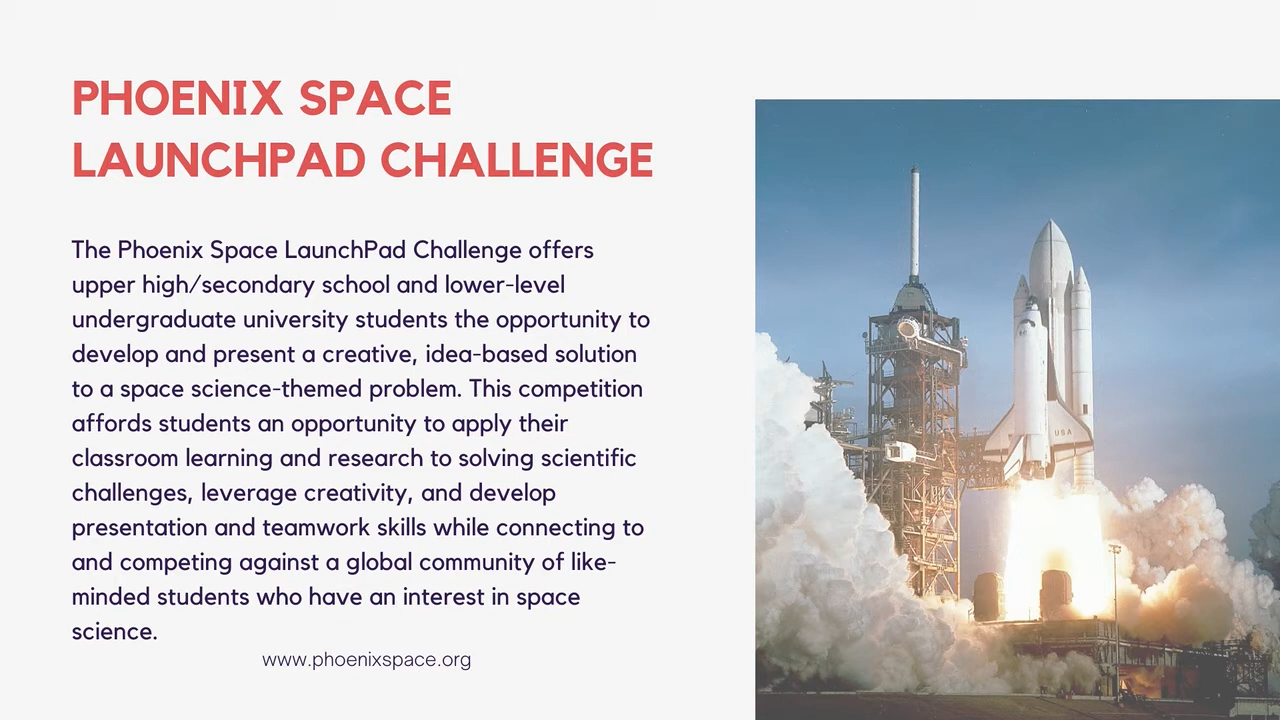 PHOENIX SPACE
LAUNCHPAD CHALLENGE
The Phoenix Space LaunchPad Challenge offers
upper high/secondary school and lower-level
undergraduate university students the opportunity to
develop and present a creative, idea-based solution
to a space science-themed problem. This competition
affords students an opportunity to apply their
classroom learning and research to solving scientific
challenges, leverage creativity, and develop
presentation and teamwork skills while connecting to
and competing against a global community of like-
minded students who have an interest in space
science.
www.phoenixspace.org
USA